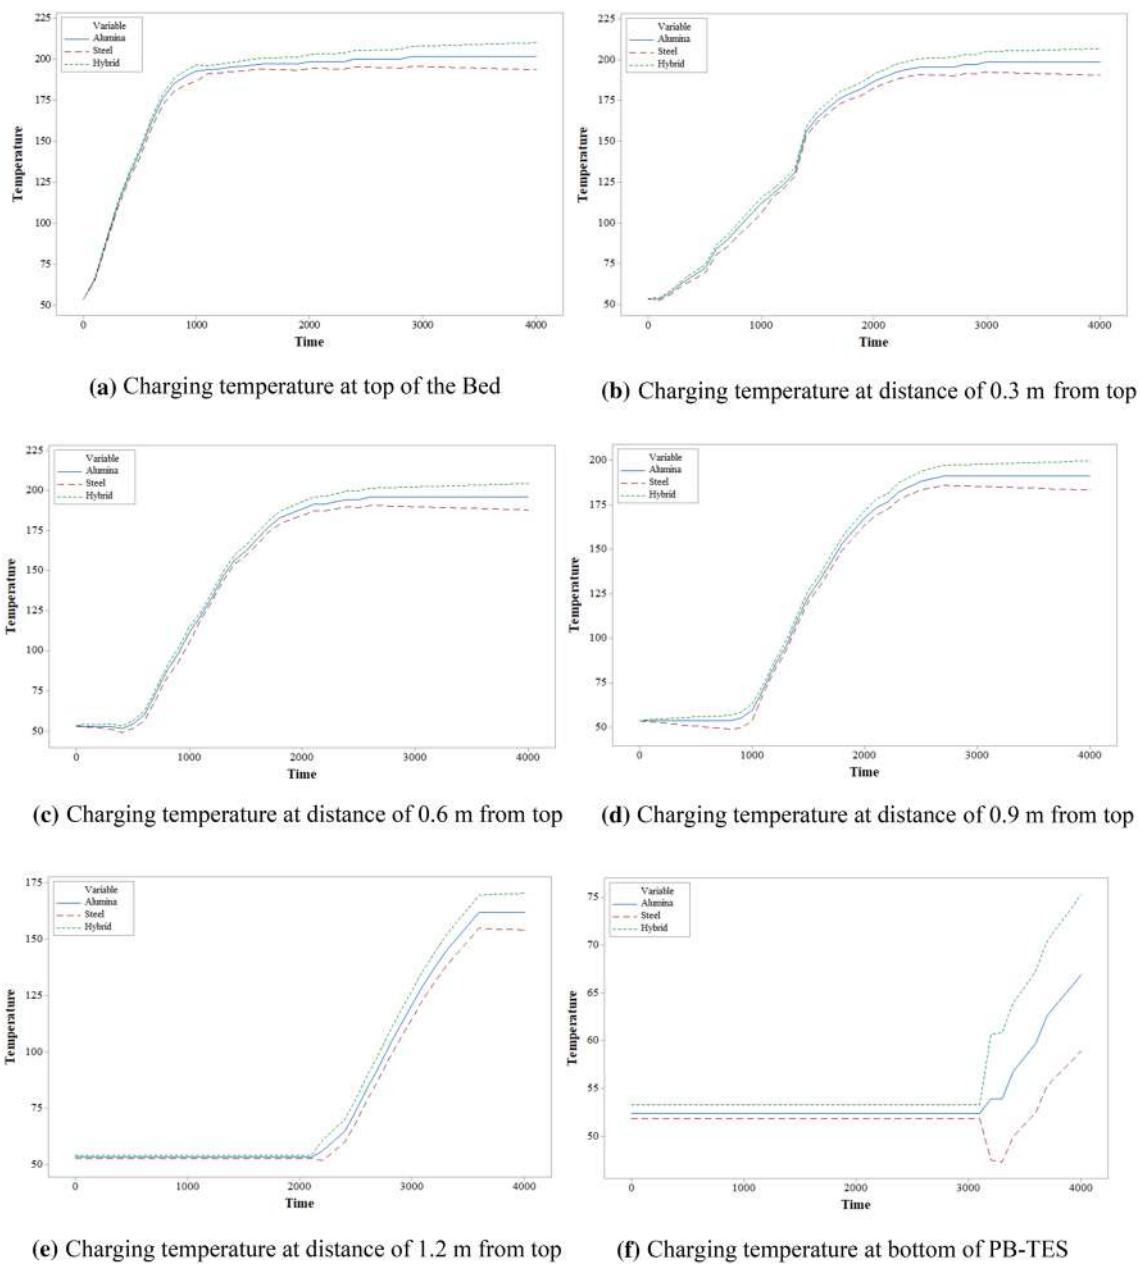 225
200
175
150
125
100
75
50
Temperature
Variable
Alumina
Steel
Hybrid
0 1000 2000 3000 4000
Time
(a) Charging temperature at top of the Bed
225
200
175
150
125
100
75
50
Temperature
Variable
Alumina
Steel
Hybrid
0 1000 2000 3000 4000
Time
(b) Charging temperature at distance of 0.3 m from top
225
200
175
150
125
100
75
50
Temperature
Variable
Alumina
Steel
Hybrid
0 1000 2000 3000 4000
Time
(c) Charging temperature at distance of 0.6 m from top
200
175
150
125
100
75
50
Temperature
Variable
Alumina
Steel
Hybrid
0 1000 2000 3000 4000
Time
(d) Charging temperature at distance of 0.9 m from top
175
150
125
100
75
50
Temperature
Variable
Alumina
Steel
Hybrid
0 1000 2000 3000 4000
Time
(e) Charging temperature at distance of 1.2 m from top
75
70
65
60
55
50
Temperature
Variable
Alumina
Steel
Hybrid
0 1000 2000 3000 4000
Time
(f) Charging temperature at bottom of PB-TES